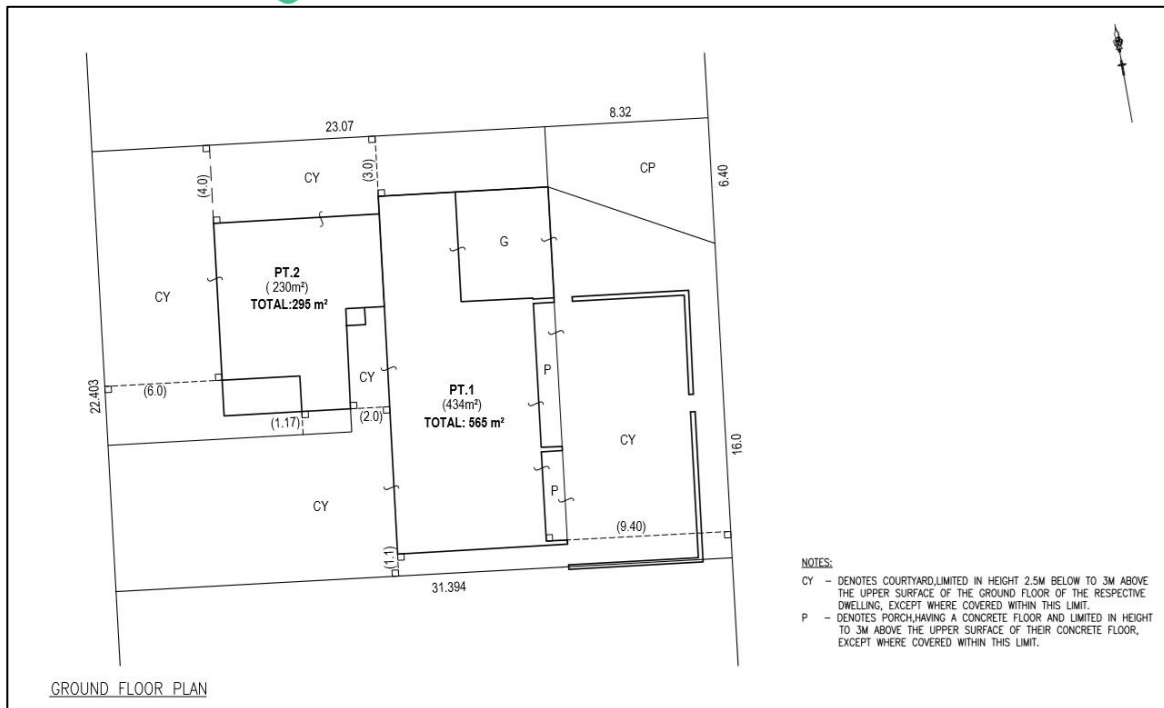 23.07
8.32
CP
6.40
(4.0)
CY
(3.0)
G
PT.2
( 230m²)
TOTAL:295 m²
CY
22.403
(6.0)
CY
P
PT.1
(434m²)
TOTAL: 565 m²
(1.17)
(2.0)
CY
16.0
P
CY
(9.40)
(1.1)
31.394
NOTES:
CY – DENOTES COURTYARD,LIMITED IN HEIGHT 2.5M BELOW TO 3M ABOVE
THE UPPER SURFACE OF THE GROUND FLOOR OF THE RESPECTIVE
DWELLING, EXCEPT WHERE COVERED WITHIN THIS LIMIT.
P – DENOTES PORCH,HAVING A CONCRETE FLOOR AND LIMITED IN HEIGHT
TO 3M ABOVE THE UPPER SURFACE OF THEIR CONCRETE FLOOR,
EXCEPT WHERE COVERED WITHIN THIS LIMIT.
GROUND FLOOR PLAN